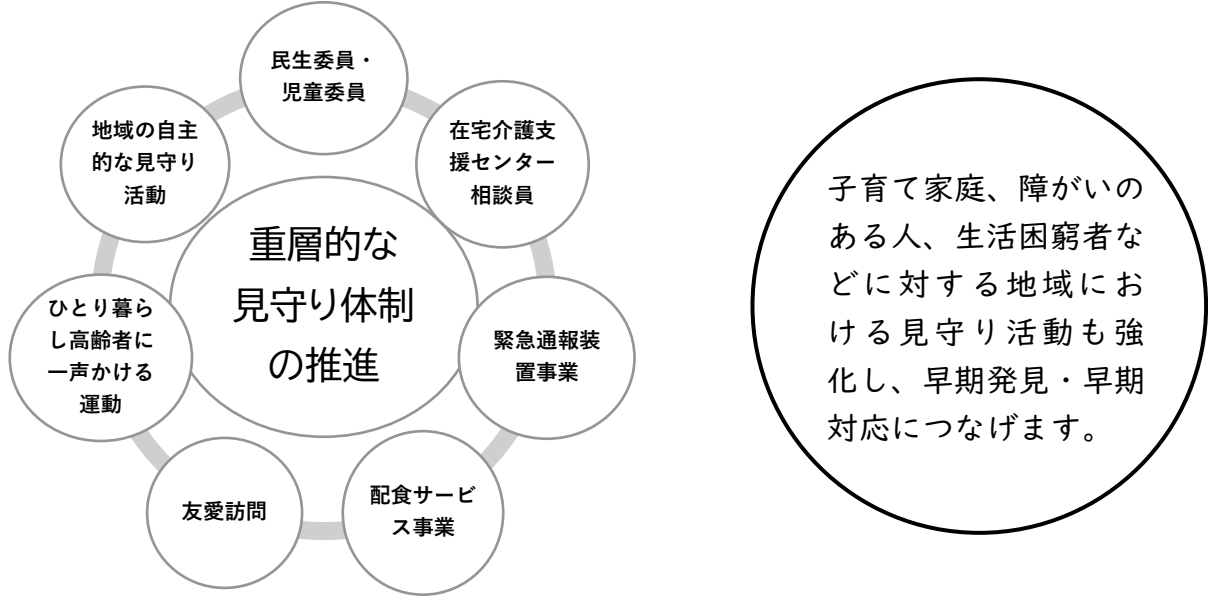 民生委員・
児童委員
在宅介護支
援センター
相談員
緊急通報装
置事業
配食サービ
ス事業
友愛訪問
ひとり暮ら
し高齢者に
一声かける
運動
地域の自主
的な見守り
活動
重層的な
見守り体制
の推進
子育て家庭、障がいの
ある人、生活困窮者な
どに対する地域にお
ける見守り活動も強
化し、早期発見・早期
対応につなげます。